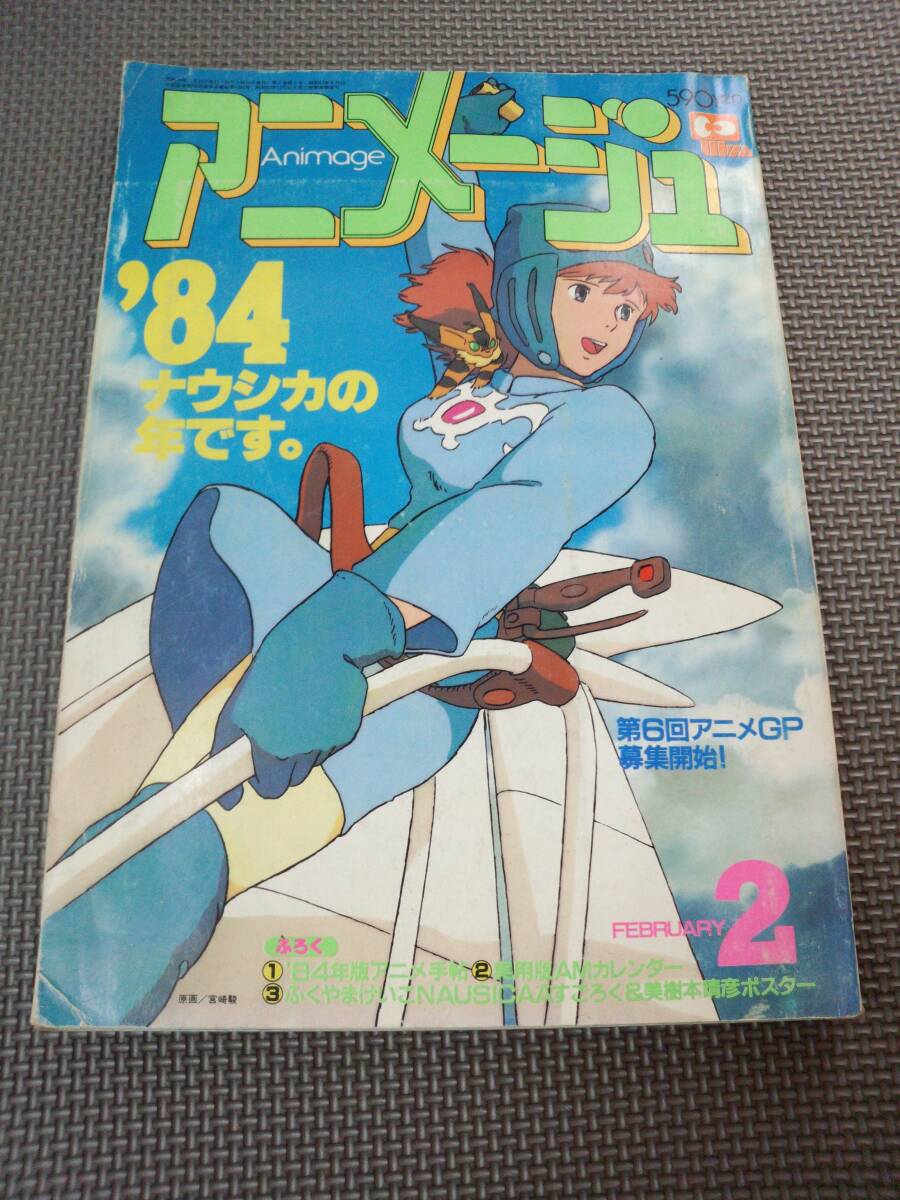 590yen
アニメージュ
Animage
'84
ナウシカの
年です。
第6回アニメGP
募集開始!
FEBRUARY
2
ふろく
①'84年版アニメ手帖②実用版AMカレンダー
③ふくやまけいこNAUSICAAすごろく&美樹本晴彦ポスター
原画/宮崎駿